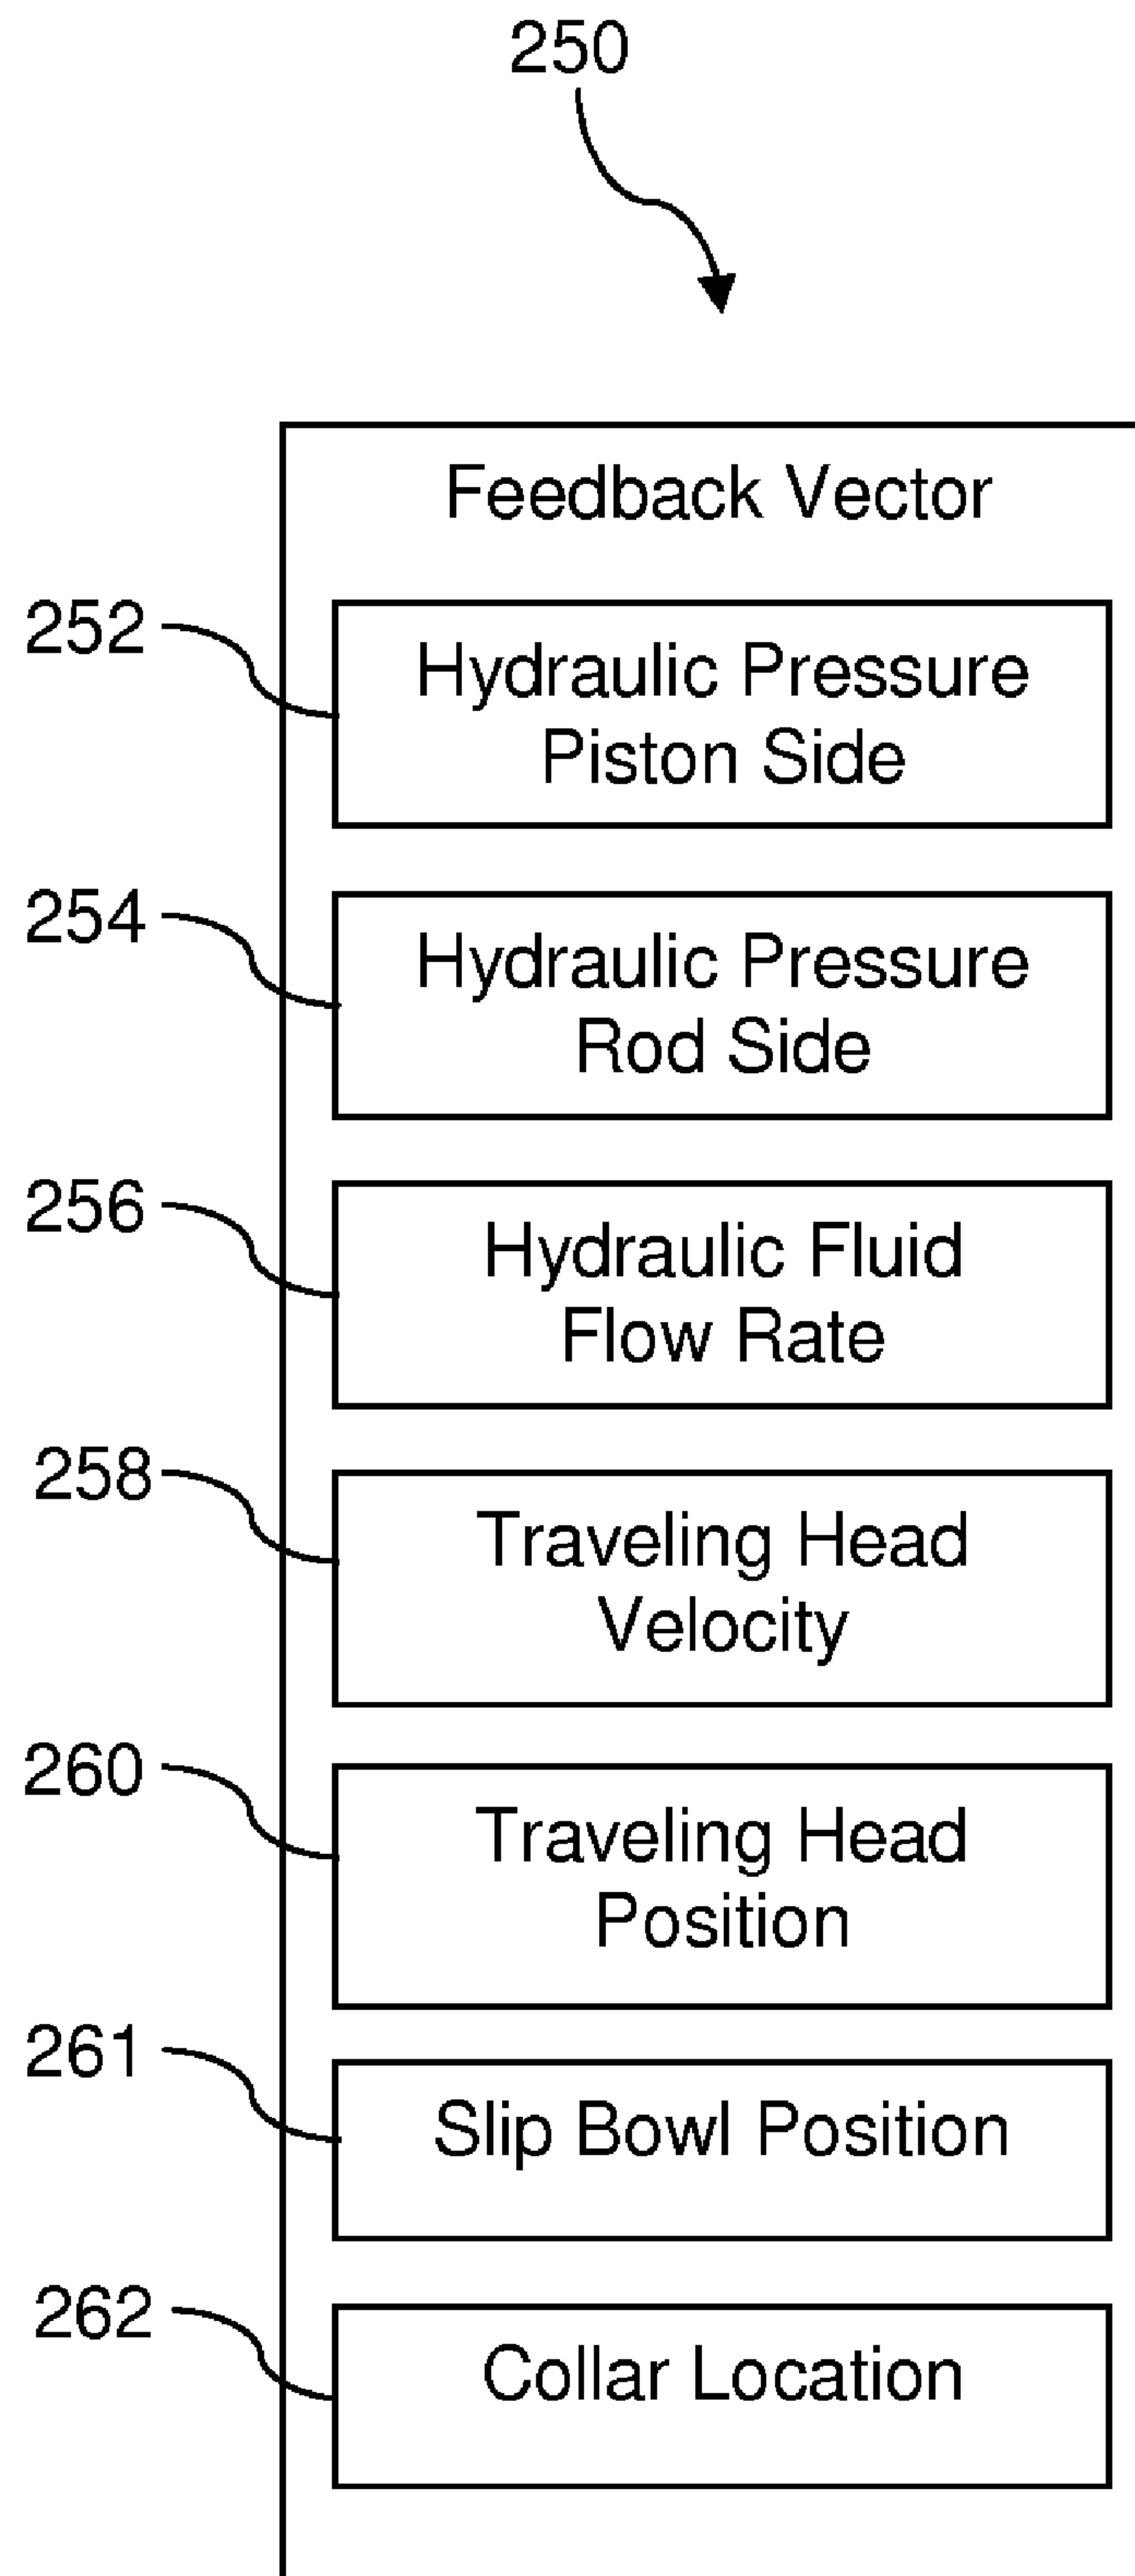 250
Feedback Vector
252
Hydraulic Pressure
Piston Side
254
Hydraulic Pressure
Rod Side
256
Hydraulic Fluid
Flow Rate
258
Traveling Head
Velocity
260
Traveling Head
Position
261
Slip Bowl Position
262
Collar Location